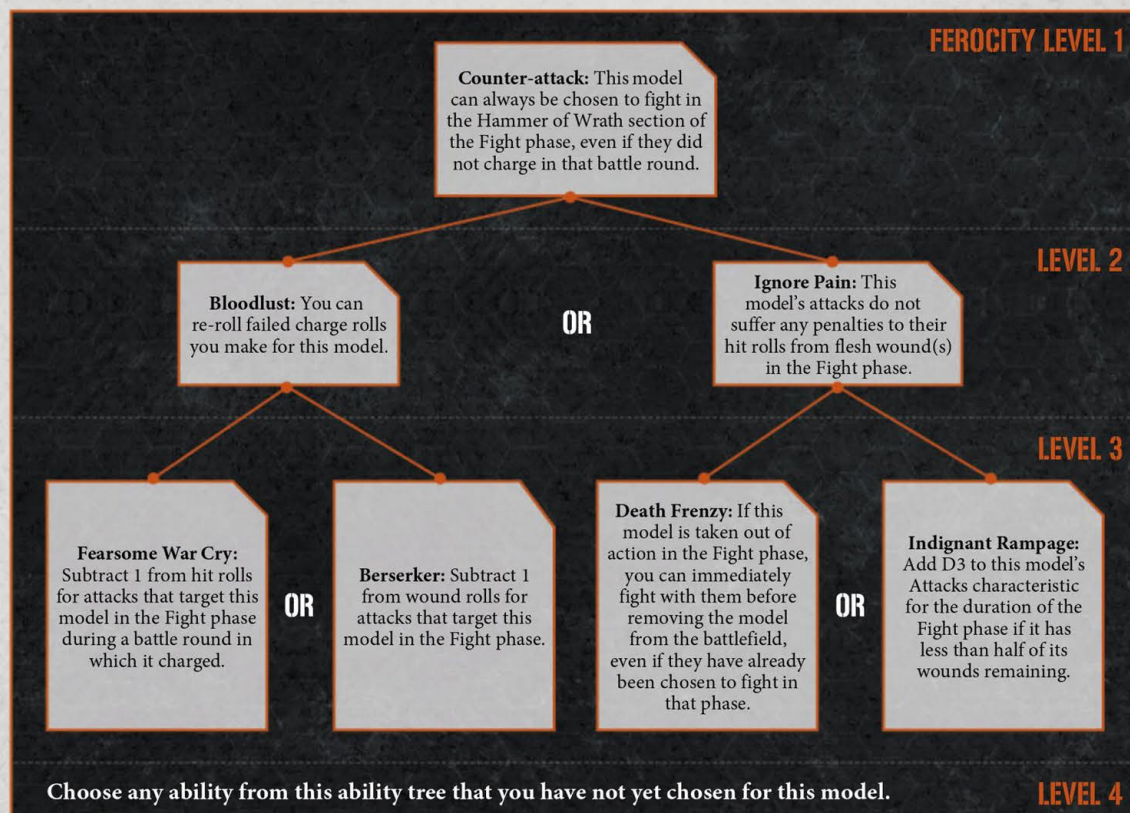 FEROCITY LEVEL 1
Counter-attack: This model
can always be chosen to fight in
the Hammer of Wrath section of
the Fight phase, even if they did
not charge in that battle round.
LEVEL 2
Bloodlust: You can
re-roll failed charge rolls
you make for this model.
OR
Ignore Pain: This
model's attacks do not
suffer any penalties to their
hit rolls from flesh wound(s)
in the Fight phase.
LEVEL 3
Fearsome War Cry:
Subtract 1 from hit rolls
for attacks that target this
model in the Fight phase
during a battle round in
which it charged.
OR
Berserker: Subtract 1
from wound rolls for
attacks that target this
model in the Fight phase.
Death Frenzy: If this
model is taken out of
action in the Fight phase,
you can immediately
fight with them before
removing the model
from the battlefield,
even if they have already
been chosen to fight in
that phase.
OR
Indignant Rampage:
Add D3 to this model's
Attacks characteristic
for the duration of the
Fight phase if it has
less than half of its
wounds remaining.
Choose any ability from this ability tree that you have not yet chosen for this model.
LEVEL 4